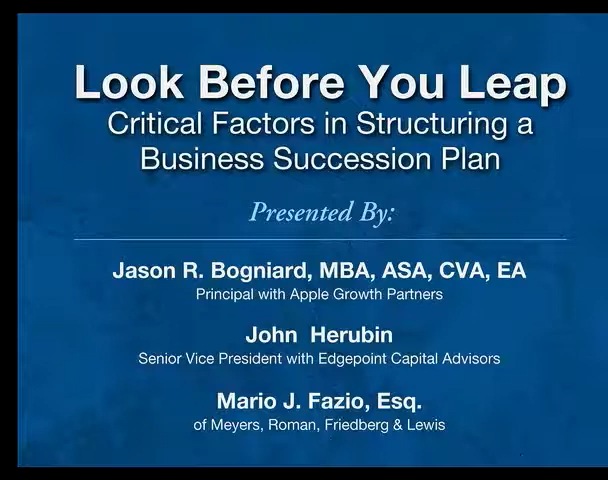 Look Before You Leap
Critical Factors in Structuring a
Business Succession Plan
Presented By:
Jason R. Bogniard, MBA, ASA, CVA, EA
Principal with Apple Growth Partners
John Herubin
Senior Vice President with Edgepoint Capital Advisors
Mario J. Fazio, Esq.
of Meyers, Roman, Friedberg & Lewis